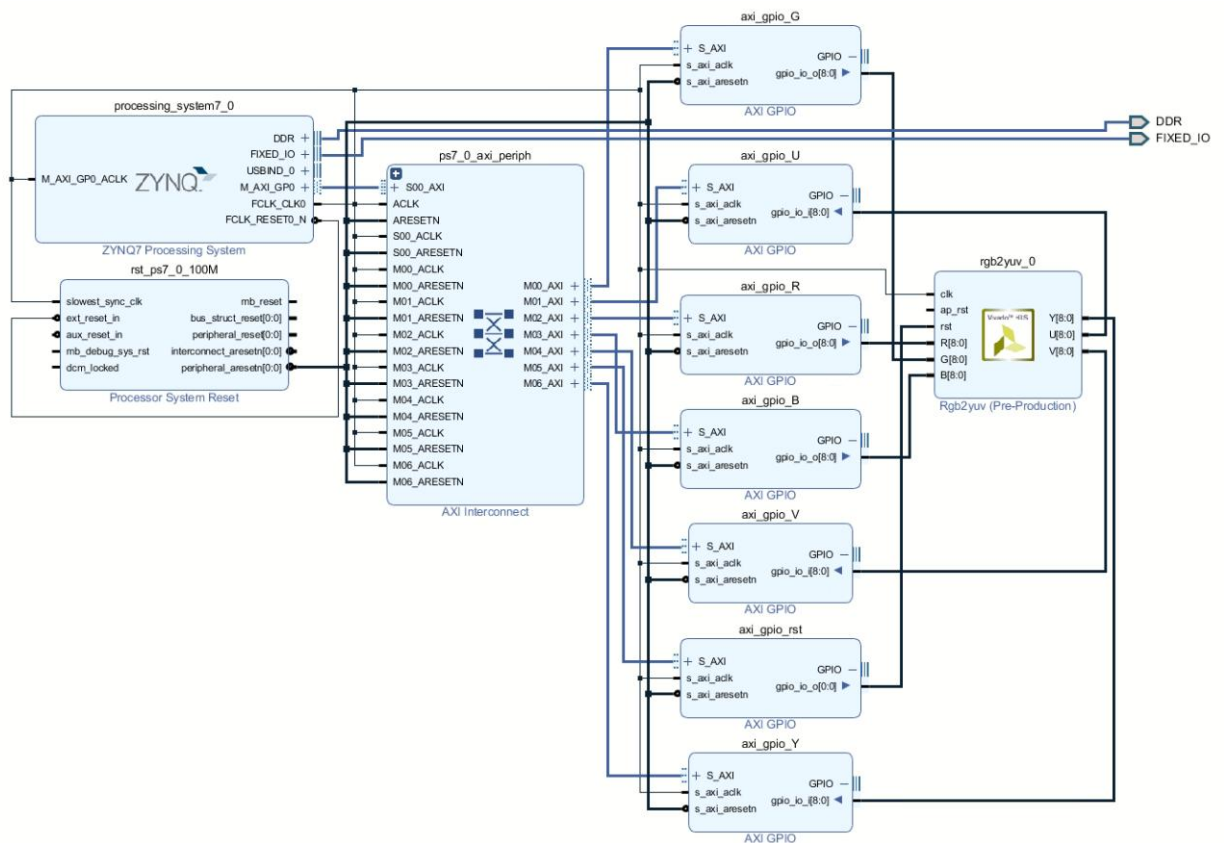 axi_gpio_G
S_AXI
s_axi_aclk
s_axi_aresetn
GPIO
gpio_io_o[8:0]
AXI GPIO
processing_system7_0
M_AXI_GP0_ACLK
ZYNQ
DDR
FIXED_IO
USBIND_0
M_AXI_GP0
FCLK_CLK0
FCLK_RESET0_N
ZYNQ7 Processing System
DDR
FIXED_IO
rst_ps7_0_100M
slowest_sync_clk
ext_reset_in
aux_reset_in
mb_debug_sys_rst
dcm_locked
mb_reset
bus_struct_reset[0:0]
peripheral_reset[0:0]
interconnect_aresetn[0:0]
peripheral_aresetn[0:0]
Processor System Reset
ps7_0_axi_periph
S00_AXI
ACLK
ARESETN
S00_ACLK
S00_ARESETN
M00_ACLK
M00_ARESETN
M01_ACLK
M01_ARESETN
M02_ACLK
M02_ARESETN
M03_ACLK
M03_ARESETN
M04_ACLK
M04_ARESETN
M05_ACLK
M05_ARESETN
M06_ACLK
M06_ARESETN
M00_AXI
M01_AXI
M02_AXI
M03_AXI
M04_AXI
M05_AXI
M06_AXI
AXI Interconnect
axi_gpio_U
S_AXI
s_axi_aclk
s_axi_aresetn
GPIO
gpio_io_i[8:0]
AXI GPIO
axi_gpio_R
S_AXI
s_axi_aclk
s_axi_aresetn
GPIO
gpio_io_o[8:0]
AXI GPIO
axi_gpio_B
S_AXI
s_axi_aclk
s_axi_aresetn
GPIO
gpio_io_o[8:0]
AXI GPIO
axi_gpio_V
S_AXI
s_axi_aclk
s_axi_aresetn
GPIO
gpio_io_i[8:0]
AXI GPIO
axi_gpio_rst
S_AXI
s_axi_aclk
s_axi_aresetn
GPIO
gpio_io_o[0:0]
AXI GPIO
axi_gpio_Y
S_AXI
s_axi_aclk
s_axi_aresetn
GPIO
gpio_io_i[8:0]
AXI GPIO
rgb2yuv_0
clk
ap_rst
rst
R[8:0]
G[8:0]
B[8:0]
Vivado HLS
Y[8:0]
U[8:0]
V[8:0]
Rgb2yuv (Pre-Production)